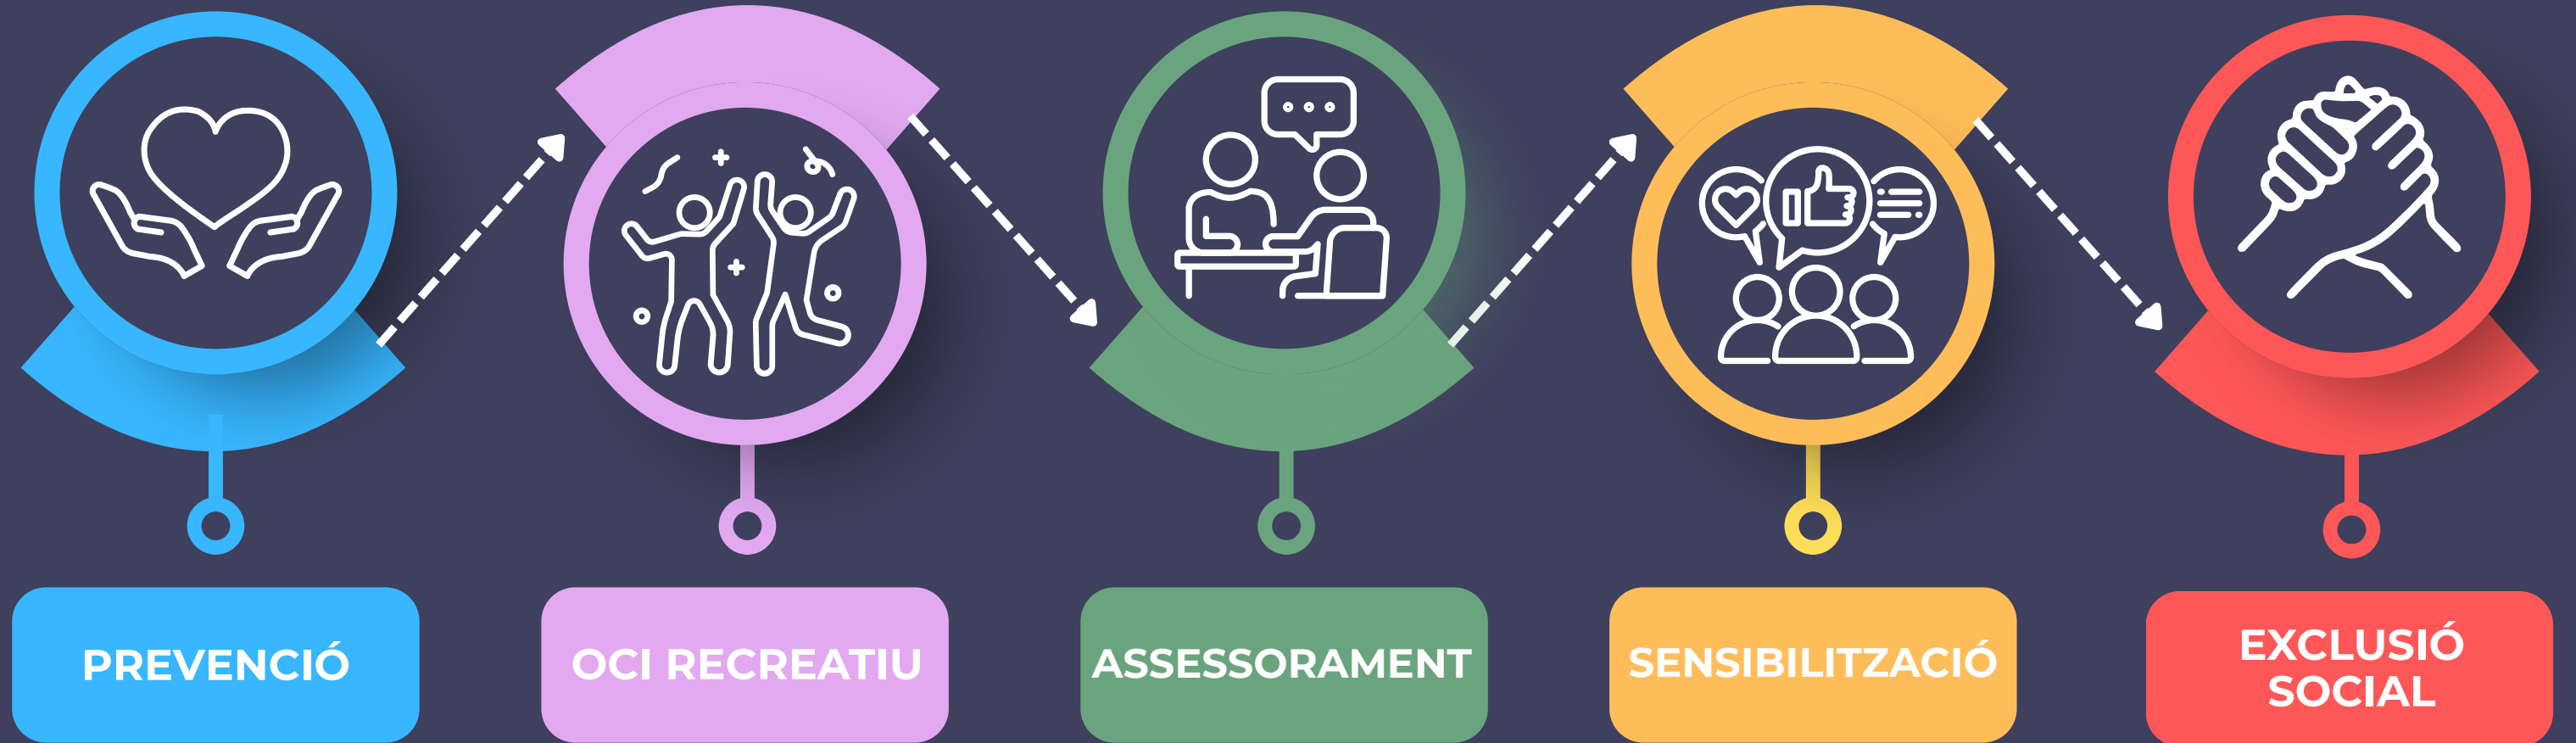 PREVENCIÓ
OCI RECREATIU
ASSESSORAMENT
SENSIBILITZACIÓ
EXCLUSIÓ
SOCIAL